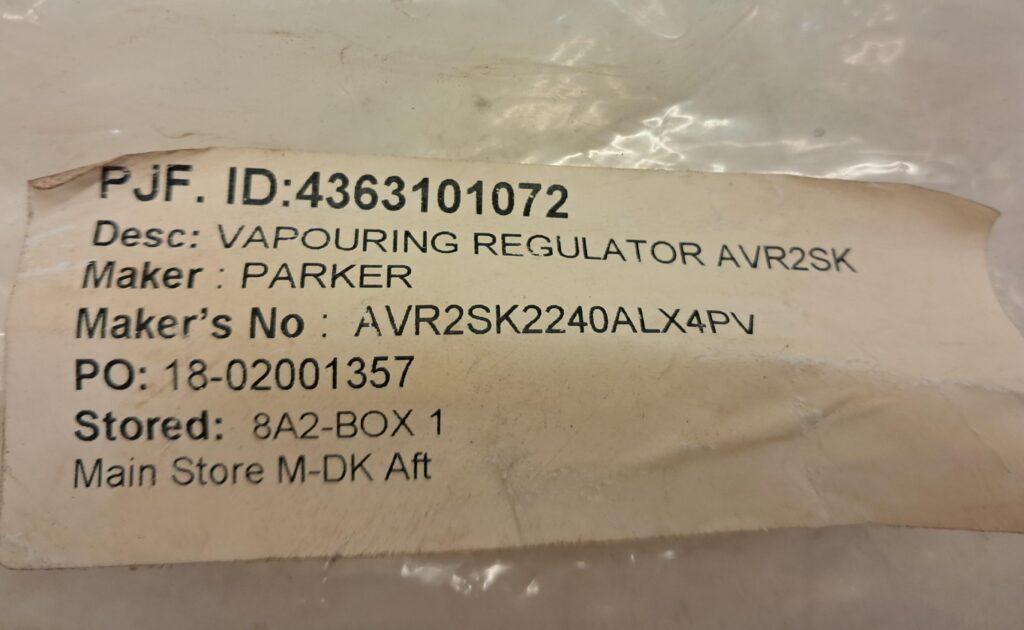 PJF. ID:4363101072
Desc: VAPOURING REGULATOR AVR2SK
Maker : PARKER
Maker's No : AVR2SK2240ALX4PV
PO: 18-02001357
Stored: 8A2-BOX 1
Main Store M-DK Aft